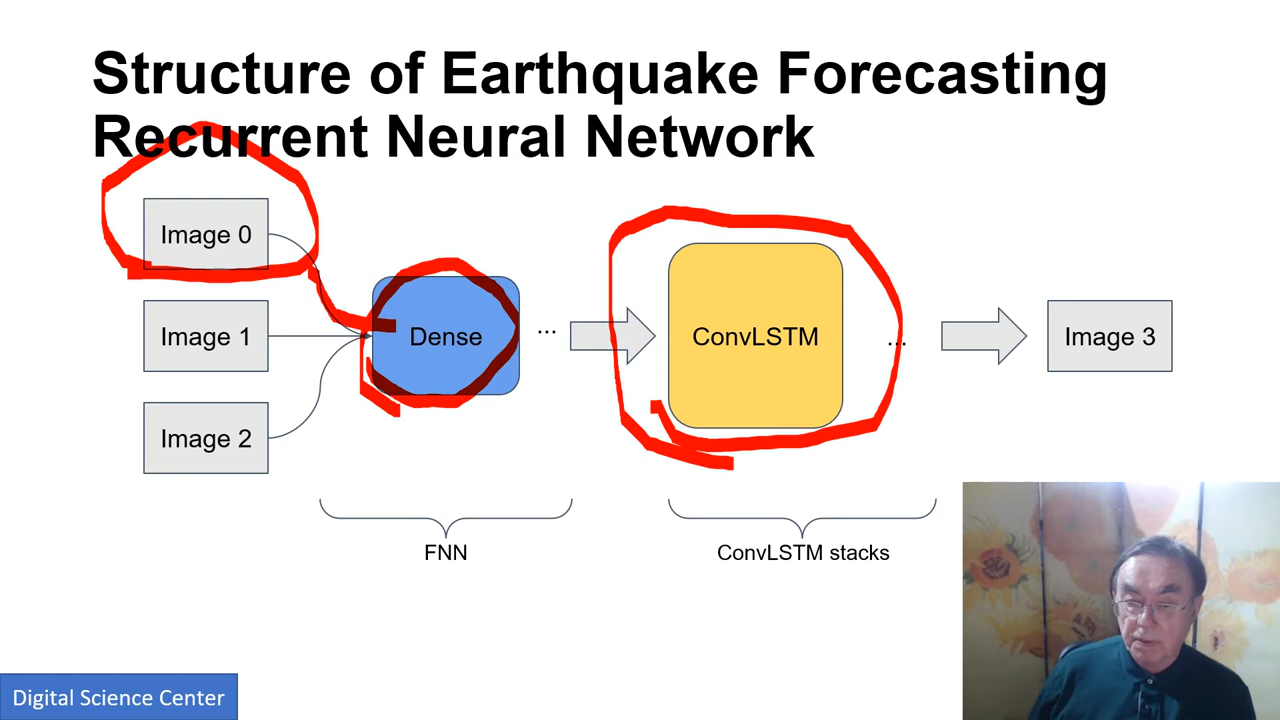 Structure of Earthquake Forecasting
Recurrent Neural Network
Image 0
Image 1
Image 2
Dense
...
ConvLSTM
...
Image 3
FNN
ConvLSTM stacks
Digital Science Center